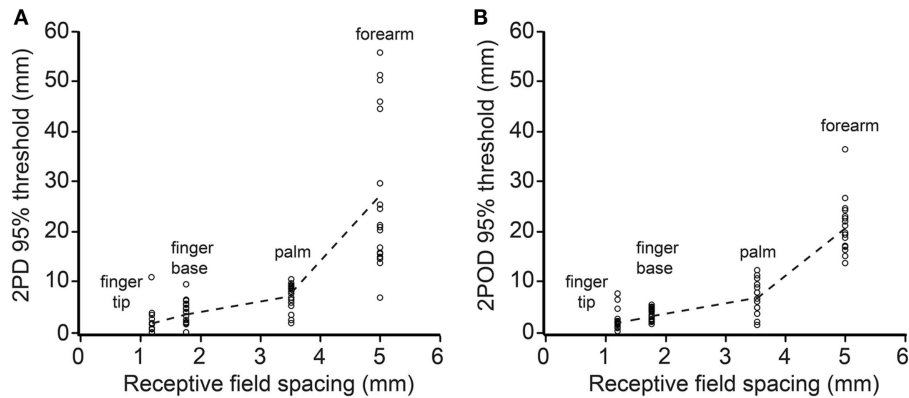 A
2PD 95% threshold (mm)
60
50
40
30
20
10
0
forearm
finger
tip
finger
base
palm
0 1 2 3 4 5 6
Receptive field spacing (mm)
B
2POD 95% threshold (mm)
60
50
40
30
20
10
0
forearm
finger
tip
finger
base
palm
0 1 2 3 4 5 6
Receptive field spacing (mm)